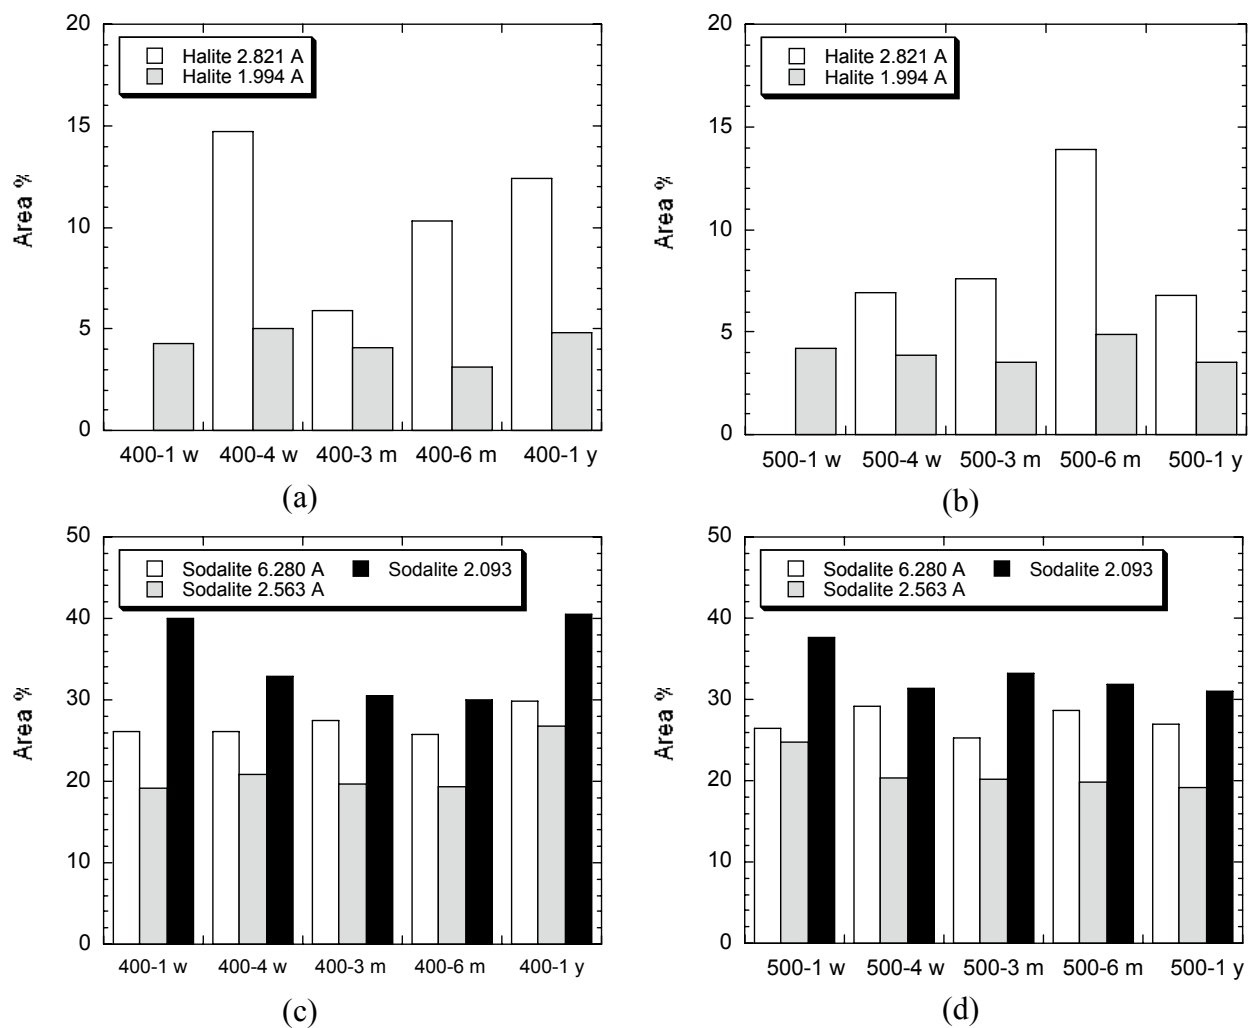 20
15
10
5
0
Area %
Halite 2.821 A
Halite 1.994 A
400-1 w 400-4 w 400-3 m 400-6 m 400-1 y
(a)
20
15
10
5
0
Area %
Halite 2.821 A
Halite 1.994 A
500-1 w 500-4 w 500-3 m 500-6 m 500-1 y
(b)
50
40
30
20
10
0
Area %
Sodalite 6.280 A Sodalite 2.093
Sodalite 2.563 A
400-1 w 400-4 w 400-3 m 400-6 m 400-1 y
(c)
50
40
30
20
10
0
Area %
Sodalite 6.280 A Sodalite 2.093
Sodalite 2.563 A
500-1 w 500-4 w 500-3 m 500-6 m 500-1 y
(d)